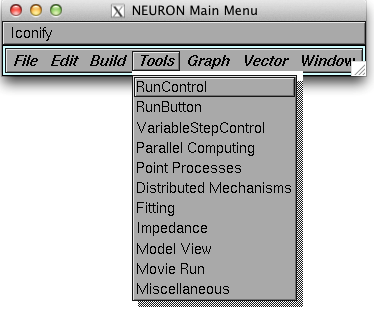 NEURON Main Menu
Iconify
File Edit Build Tools Graph Vector Window
RunControl
RunButton
VariableStepControl
Parallel Computing
Point Processes
Distributed Mechanisms
Fitting
Impedance
Model View
Movie Run
Miscellaneous